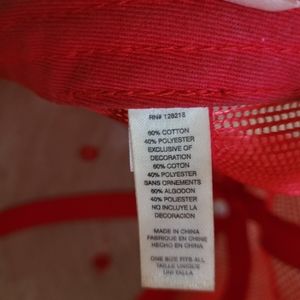 RN# 128218
60% COTTON
40% POLYESTER
EXCLUSIVE OF
DECORATION
60% COTON
40% POLYESTER
SANS ORNEMENTS
60% ALGODON
40% POLIESTER
NO INCLUYE LA
DECORACION
MADE IN CHINA
FABRIQUE EN CHINE
HECHO EN CHINA
ONE SIZE FITS ALL
TAILLE UNIQUE
UNI TALLA